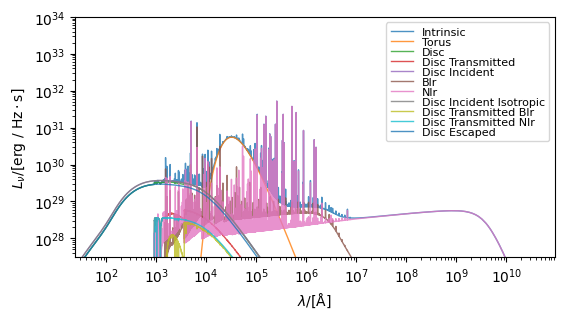 10^34
10^33
10^32
10^31
10^30
10^29
10^28
L_ν/[erg / Hz · s]
Intrinsic
Torus
Disc
Disc Transmitted
Disc Incident
Blr
Nlr
Disc Incident Isotropic
Disc Transmitted Blr
Disc Transmitted Nlr
Disc Escaped
10^2 10^3 10^4 10^5 10^6 10^7 10^8 10^9 10^10
λ/[Å]